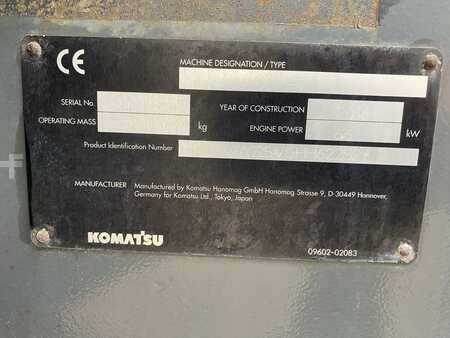 CE
MACHINE DESIGNATION / TYPE
SERIAL No.
YEAR OF CONSTRUCTION
OPERATING MASS kg
ENGINE POWER kW
Product Identification Number
MANUFACTURER
Manufactured by Komatsu Hanomag GmbH Hanomag Strasse 9, D-30449 Hannover,
Germany for Komatsu Ltd., Tokyo, Japan
KOMATSU
09602-02083